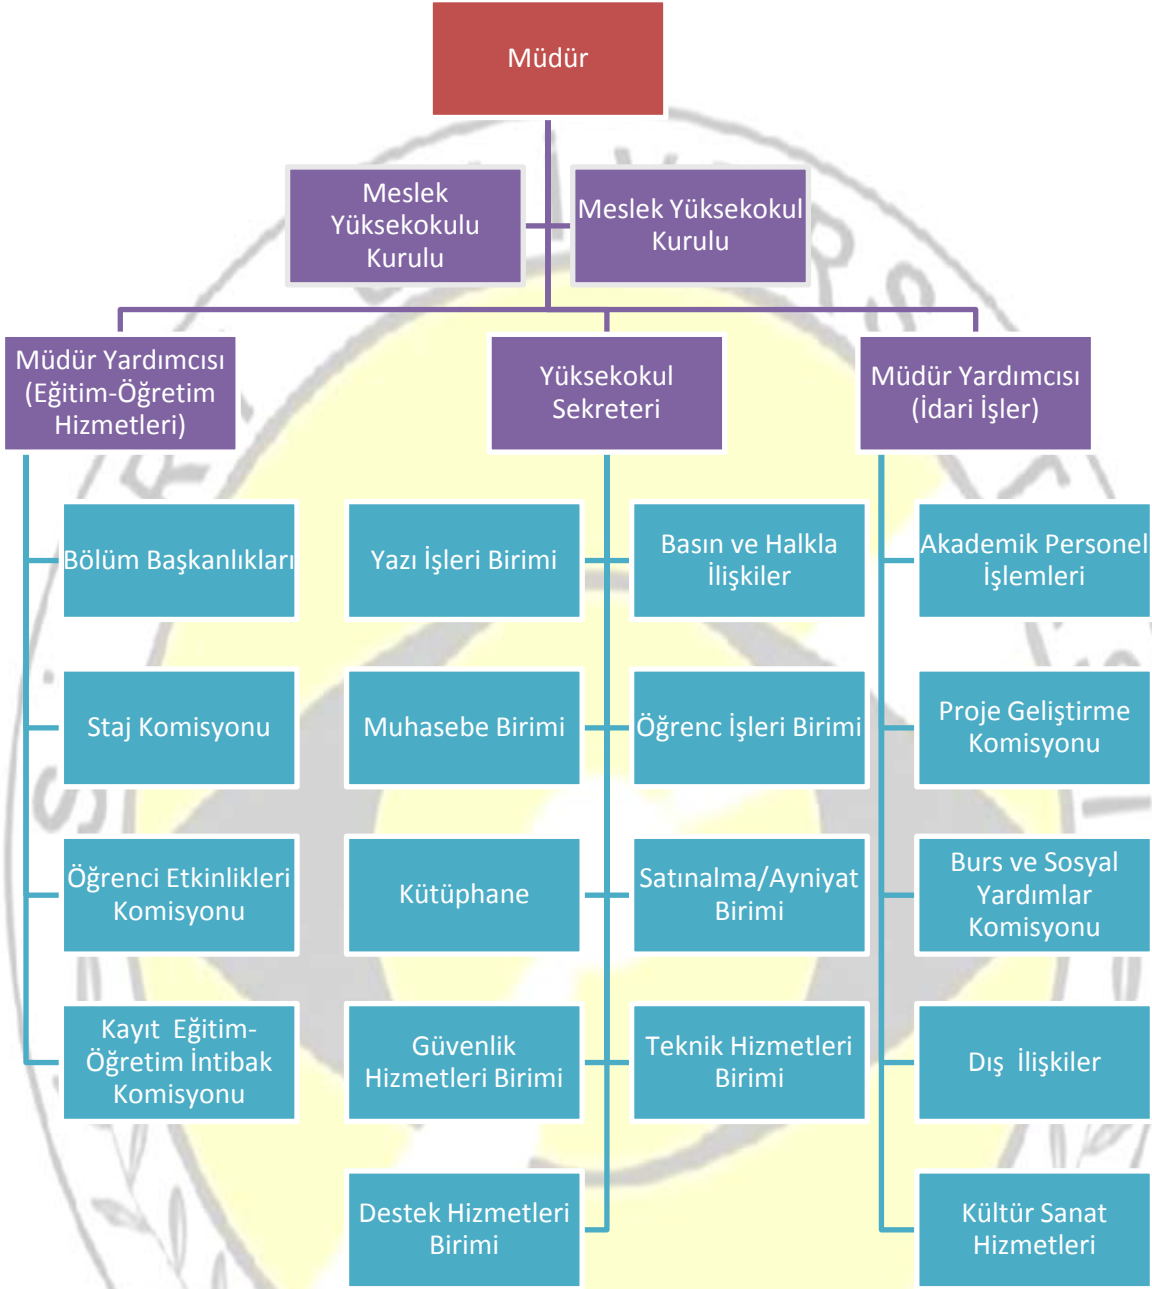 Müdür
Meslek
Yüksekokulu
Kurulu
Meslek Yüksekokul
Kurulu
Müdür Yardımcısı
(Eğitim-Öğretim
Hizmetleri)
Yüksekokul
Sekreteri
Müdür Yardımcısı
(İdari İşler)
Bölüm Başkanlıkları
Yazı İşleri Birimi
Basın ve Halkla
İlişkiler
Akademik Personel
İşlemleri
Staj Komisyonu
Muhasebe Birimi
Öğrenc İşleri Birimi
Proje Geliştirme
Komisyonu
Öğrenci Etkinlikleri
Komisyonu
Kütüphane
Satınalma/Ayniyat
Birimi
Burs ve Sosyal
Yardımlar
Komisyonu
Kayıt  Eğitim-
Öğretim İntibak
Komisyonu
Güvenlik
Hizmetleri Birimi
Teknik Hizmetleri
Birimi
Dış  İlişkiler
Destek Hizmetleri
Birimi
Kültür Sanat
Hizmetleri